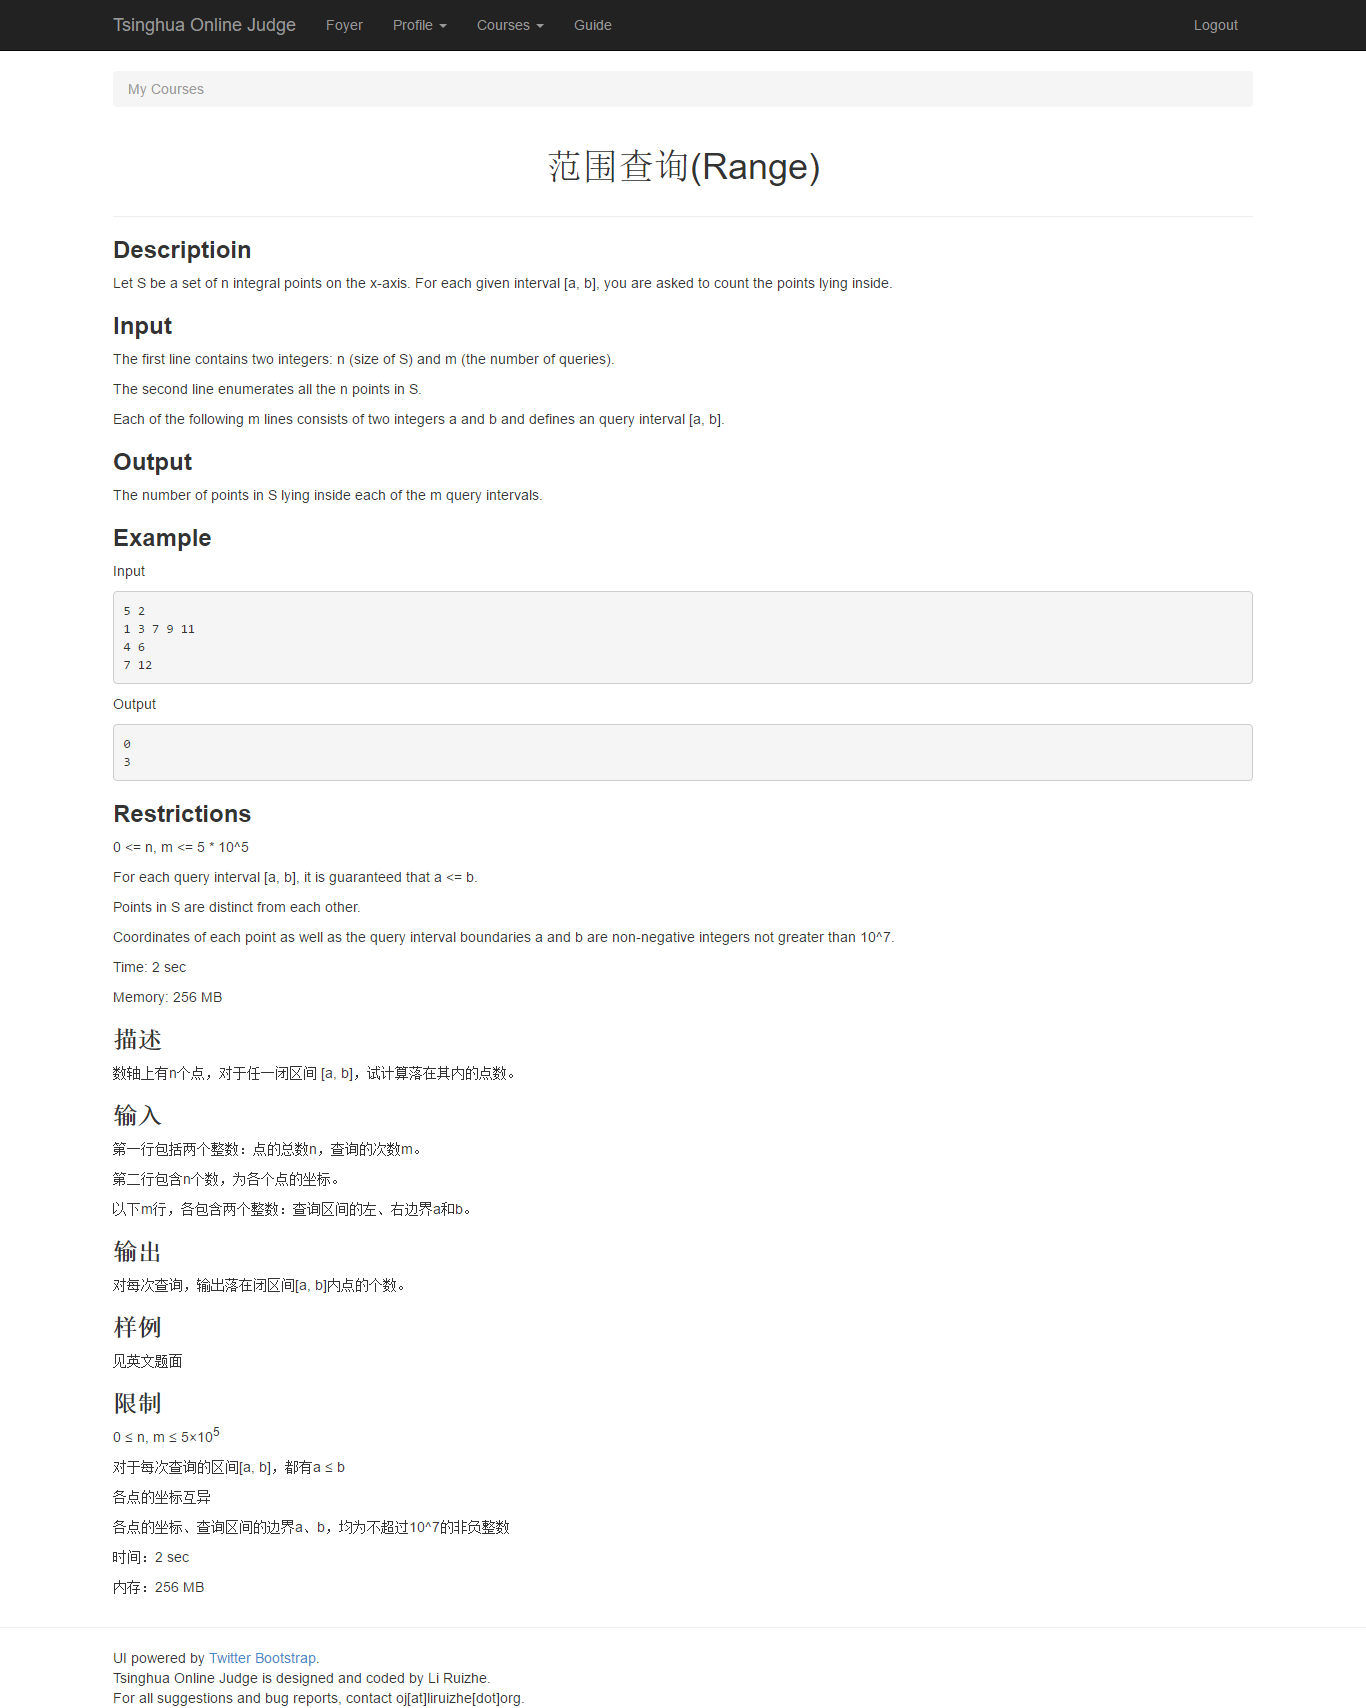 Tsinghua Online Judge Foyer Profile Courses Guide Logout
My Courses
范围查询(Range)
Descriptioin
Let S be a set of n integral points on the x-axis. For each given interval [a, b], you are asked to count the points lying inside.
Input
The first line contains two integers: n (size of S) and m (the number of queries).
The second line enumerates all the n points in S.
Each of the following m lines consists of two integers a and b and defines an query interval [a, b].
Output
The number of points in S lying inside each of the m query intervals.
Example
Input
5 2
1 3 7 9 11
4 6
7 12
Output
0
3
Restrictions
0 <= n, m <= 5 * 10^5
For each query interval [a, b], it is guaranteed that a <= b.
Points in S are distinct from each other.
Coordinates of each point as well as the query interval boundaries a and b are non-negative integers not greater than 10^7.
Time: 2 sec
Memory: 256 MB
描述
数轴上有n个点，对于任一闭区间 [a, b]，试计算落在其内的点数。
输入
第一行包括两个整数：点的总数n，查询的次数m。
第二行包含n个数，为各个点的坐标。
以下m行，各包含两个整数：查询区间的左、右边界a和b。
输出
对每次查询，输出落在闭区间[a, b]内点的个数。
样例
见英文题面
限制
0 ≤ n, m ≤ 5×10⁵
对于每次查询的区间[a, b]，都有a ≤ b
各点的坐标互异
各点的坐标、查询区间的边界a、b，均为不超过10^7的非负整数
时间：2 sec
内存：256 MB
UI powered by Twitter Bootstrap.
Tsinghua Online Judge is designed and coded by Li Ruizhe.
For all suggestions and bug reports, contact oj[at]liruizhe[dot]org.